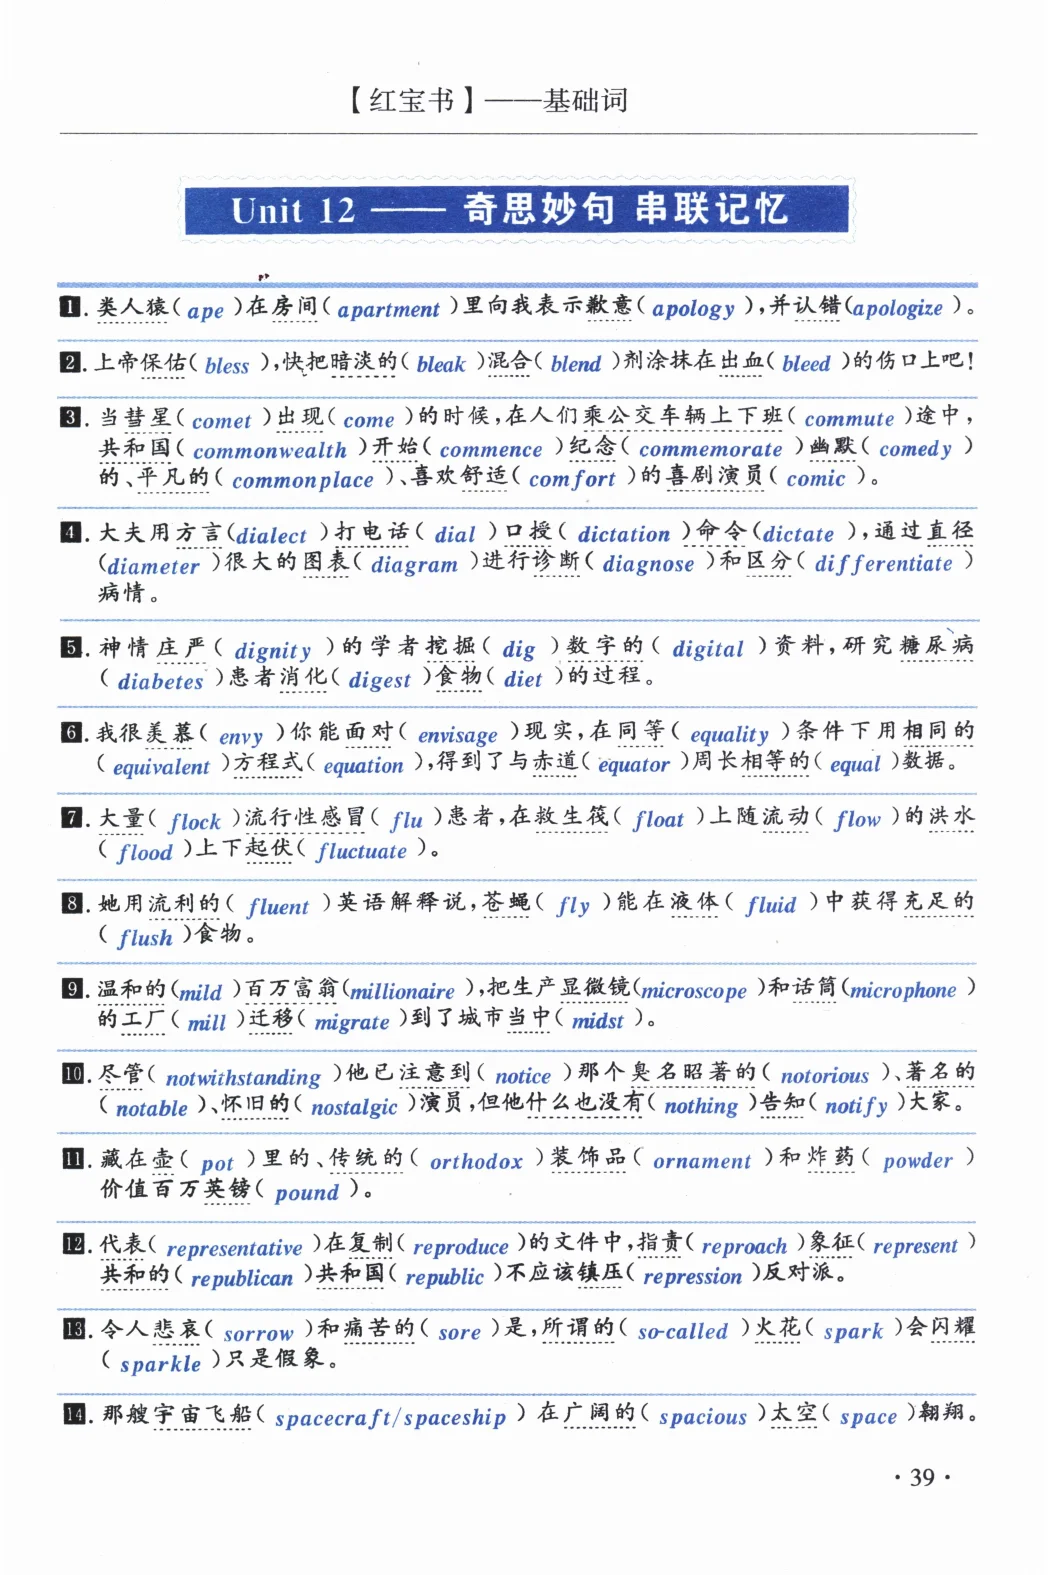 【红宝书】——基础词
Unit 12 —— 奇思妙句 串联记忆
1. 类人猿( ape )在房间( apartment )里向我表示歉意( apology ),并认错(apologize )。
2. 上帝保佑( bless ),快把暗淡的( bleak )混合( blend )剂涂抹在出血( bleed )的伤口上吧!
3. 当彗星( comet )出现( come )的时候,在人们乘公交车辆上下班( commute )途中,
共和国( commonwealth )开始( commence )纪念( commemorate )幽默( comedy )
的、平凡的( commonplace )、喜欢舒适( comfort )的喜剧演员( comic )。
4. 大夫用方言(dialect )打电话( dial )口授( dictation )命令(dictate ),通过直径
(diameter )很大的图表( diagram )进行诊断( diagnose )和区分( differentiate )
病情。
5. 神情庄严( dignity )的学者挖掘( dig )数字的( digital )资料,研究糖尿病
( diabetes )患者消化( digest )食物( diet )的过程。
6. 我很羡慕( envy )你能面对( envisage )现实,在同等( equality )条件下用相同的
( equivalent )方程式( equation ),得到了与赤道( equator )周长相等的( equal )数据。
7. 大量( flock )流行性感冒( flu )患者,在救生筏( float )上随流动( flow )的洪水
( flood )上下起伏( fluctuate )。
8. 她用流利的( fluent )英语解释说,苍蝇( fly )能在液体( fluid )中获得充足的
( flush )食物。
9. 温和的(mild )百万富翁(millionaire ),把生产显微镜(microscope )和话筒(microphone )
的工厂( mill )迁移( migrate )到了城市当中( midst )。
10. 尽管( notwithstanding )他已注意到( notice )那个臭名昭著的( notorious )、著名的
( notable )、怀旧的( nostalgic )演员,但他什么也没有( nothing )告知( notify )大家。
11. 藏在壶( pot )里的、传统的( orthodox )装饰品( ornament )和炸药( powder )
价值百万英镑( pound )。
12. 代表( representative )在复制( reproduce )的文件中,指责( reproach )象征( represent )
共和的( republican )共和国( republic )不应该镇压( repression )反对派。
13. 令人悲哀( sorrow )和痛苦的( sore )是,所谓的( so-called )火花( spark )会闪耀
( sparkle )只是假象。
14. 那艘宇宙飞船( spacecraft/spaceship )在广阔的( spacious )太空( space )翱翔。
· 39 ·